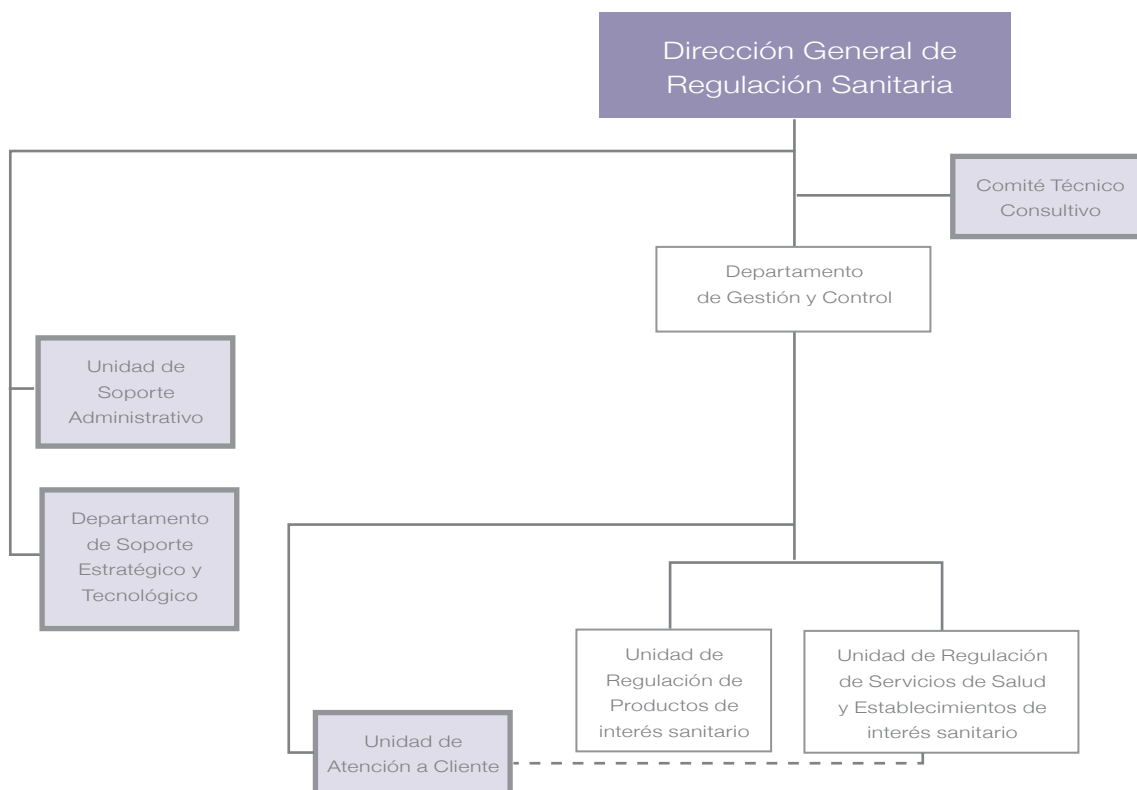 Dirección General de
Regulación Sanitaria
Comité Técnico
Consultivo
Departamento
de Gestión y Control
Unidad de
Soporte
Administrativo
Departamento
de Soporte
Estratégico y
Tecnológico
Unidad de
Regulación de
Productos de
interés sanitario
Unidad de Regulación
de Servicios de Salud
y Establecimientos de
interés sanitario
Unidad de
Atención a Cliente